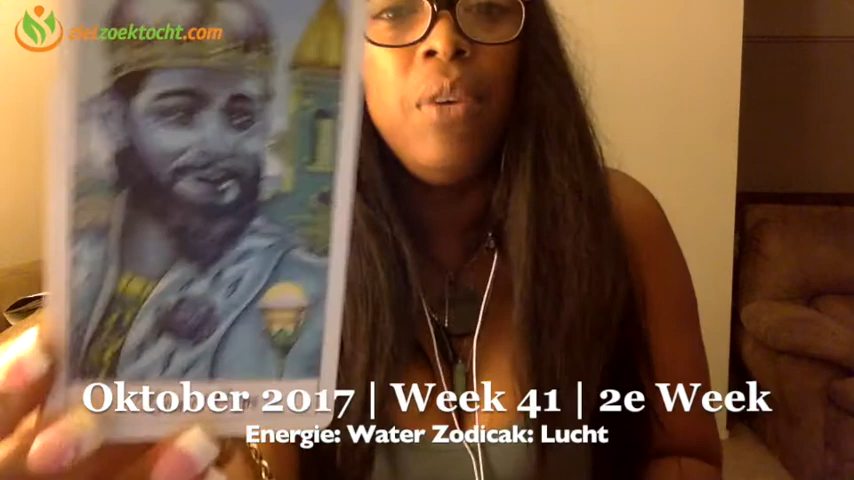 zielzoektocht.com
Oktober 2017 | Week 41 | 2e Week
Energie: Water Zodicak: Lucht